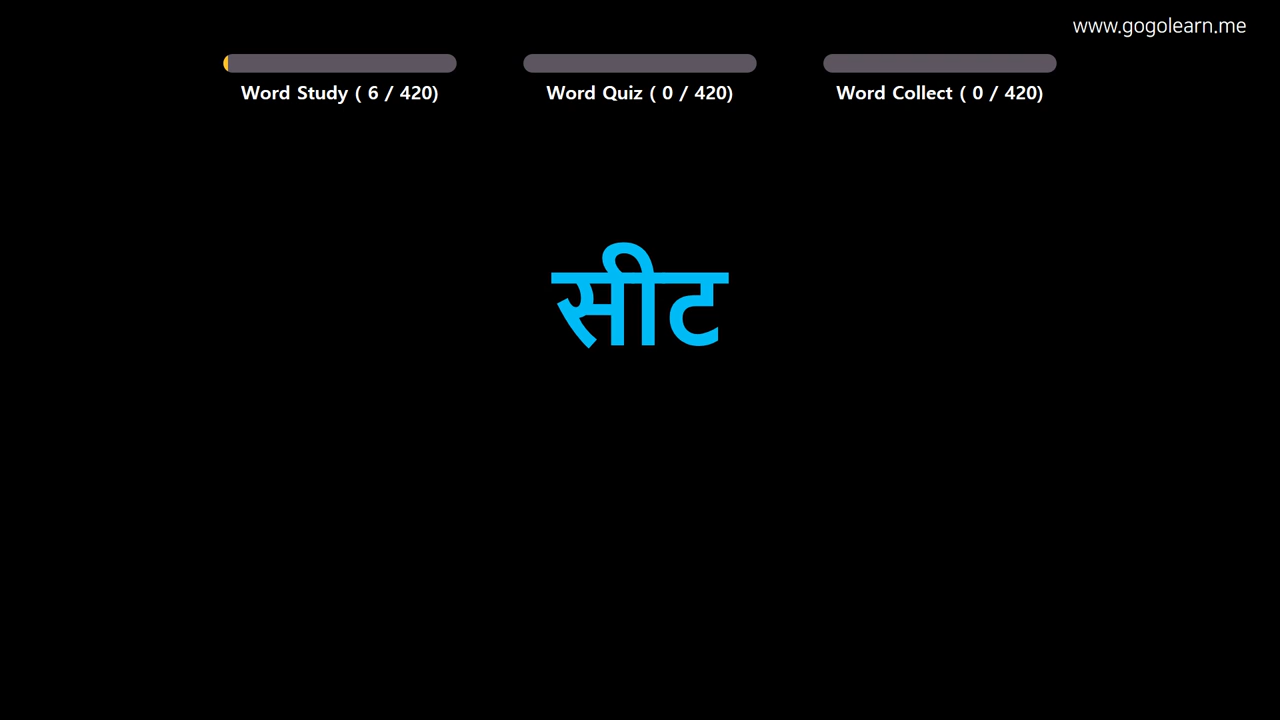 www.gogolearn.me
Word Study ( 6 / 420)
Word Quiz ( 0 / 420)
Word Collect ( 0 / 420)
सीट